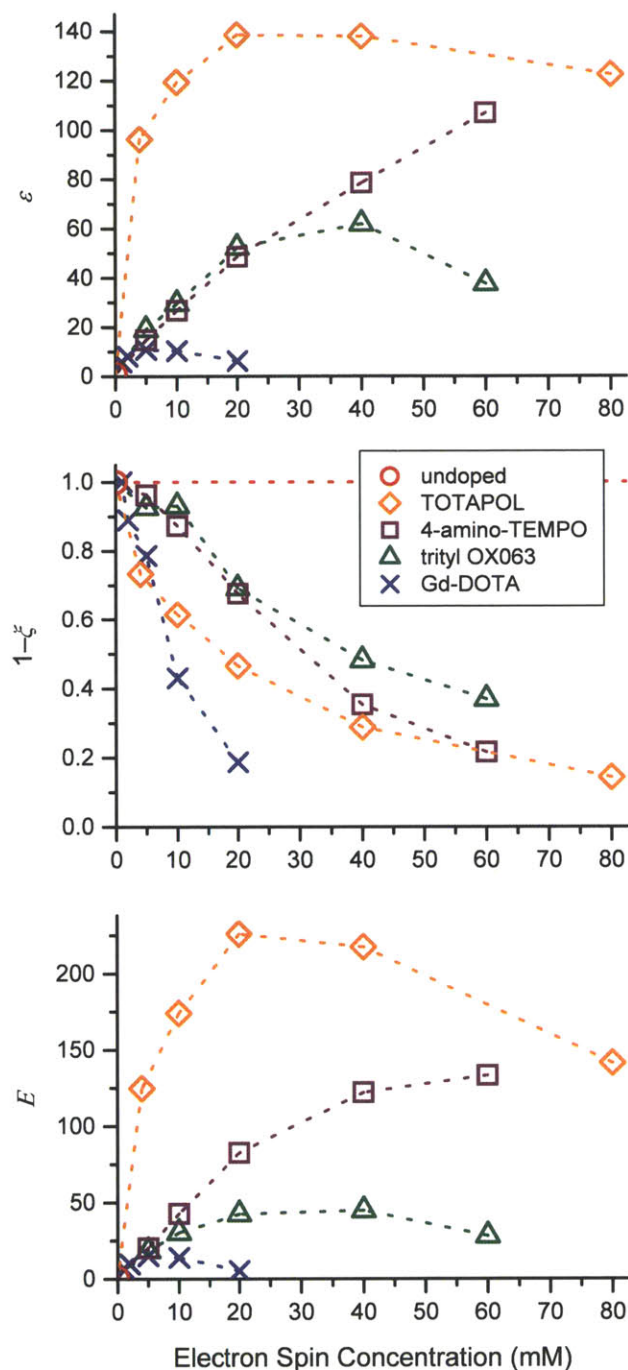 140
120
100
80
60
40
20
0
ε
0 10 20 30 40 50 60 70 80
1.0
0.8
0.6
0.4
0.2
0.0
1−ξ
undoped
TOTAPOL
4-amino-TEMPO
trityl OX063
Gd-DOTA
0 10 20 30 40 50 60 70 80
200
150
100
50
0
E
0 10 20 30 40 50 60 70 80
Electron Spin Concentration (mM)